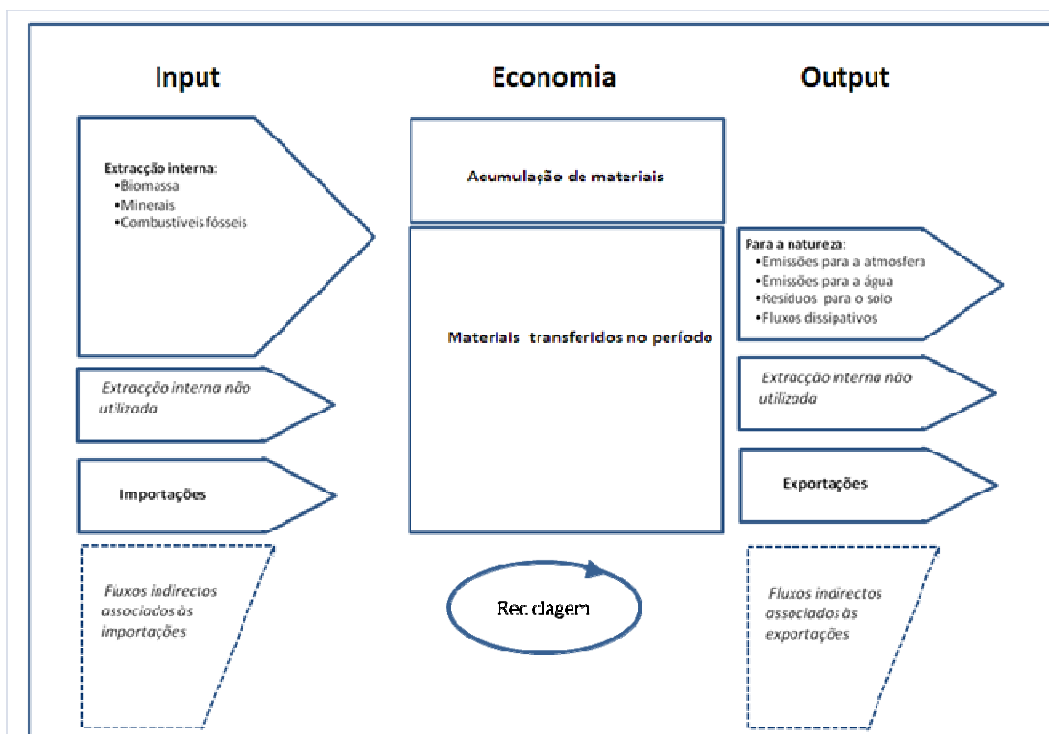 Input
Economia
Output
Extracção interna:
•Biomassa
•Minerais
•Combustíveis fósseis
Acumulação de materiais
Para a natureza:
•Emissões para a atmosfera
•Emissões para a água
•Resíduos para o solo
•Fluxos dissipativos
Materiais transferidos no período
Extracção interna não
utilizada
Extracção interna não
utilizada
Importações
Exportações
Fluxos indirectos
associados às
importações
Reciclagem
Fluxos indirectos
associados às
exportações